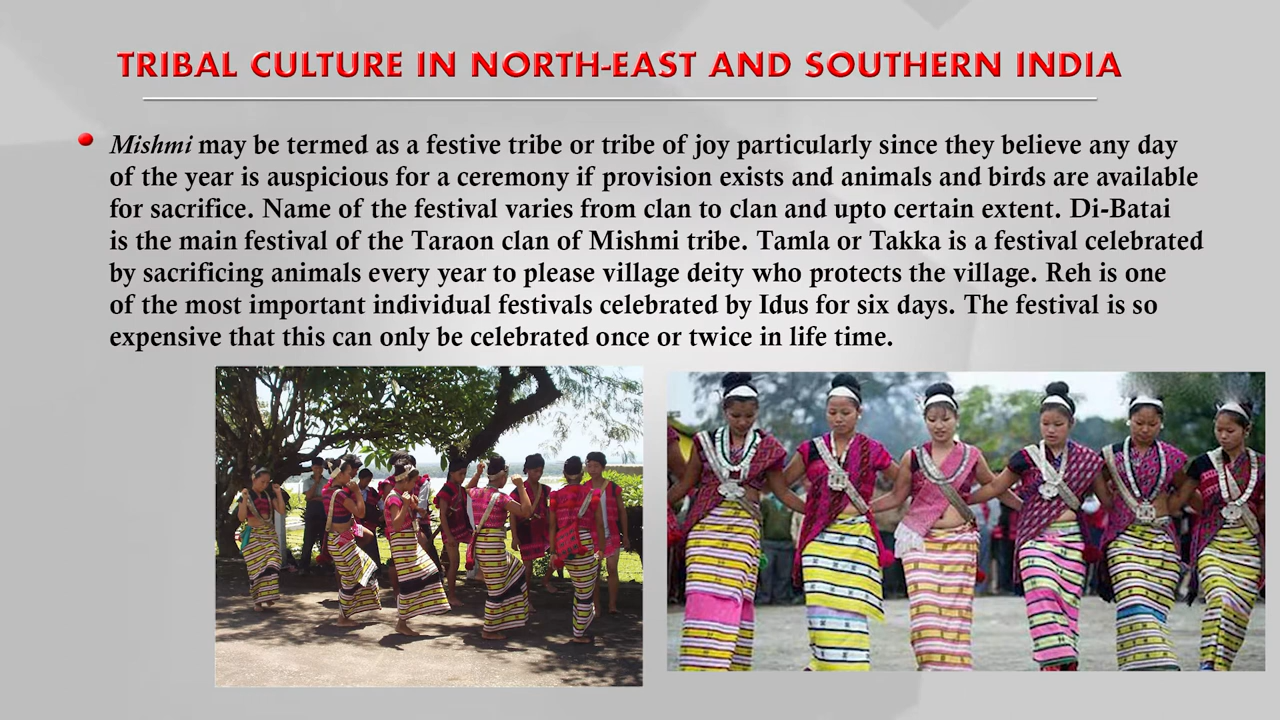 TRIBAL CULTURE IN NORTH-EAST AND SOUTHERN INDIA
Mishmi may be termed as a festive tribe or tribe of joy particularly since they believe any day
of the year is auspicious for a ceremony if provision exists and animals and birds are available
for sacrifice. Name of the festival varies from clan to clan and upto certain extent. Di-Batai
is the main festival of the Taraon clan of Mishmi tribe. Tamla or Takka is a festival celebrated
by sacrificing animals every year to please village deity who protects the village. Reh is one
of the most important individual festivals celebrated by Idus for six days. The festival is so
expensive that this can only be celebrated once or twice in life time.